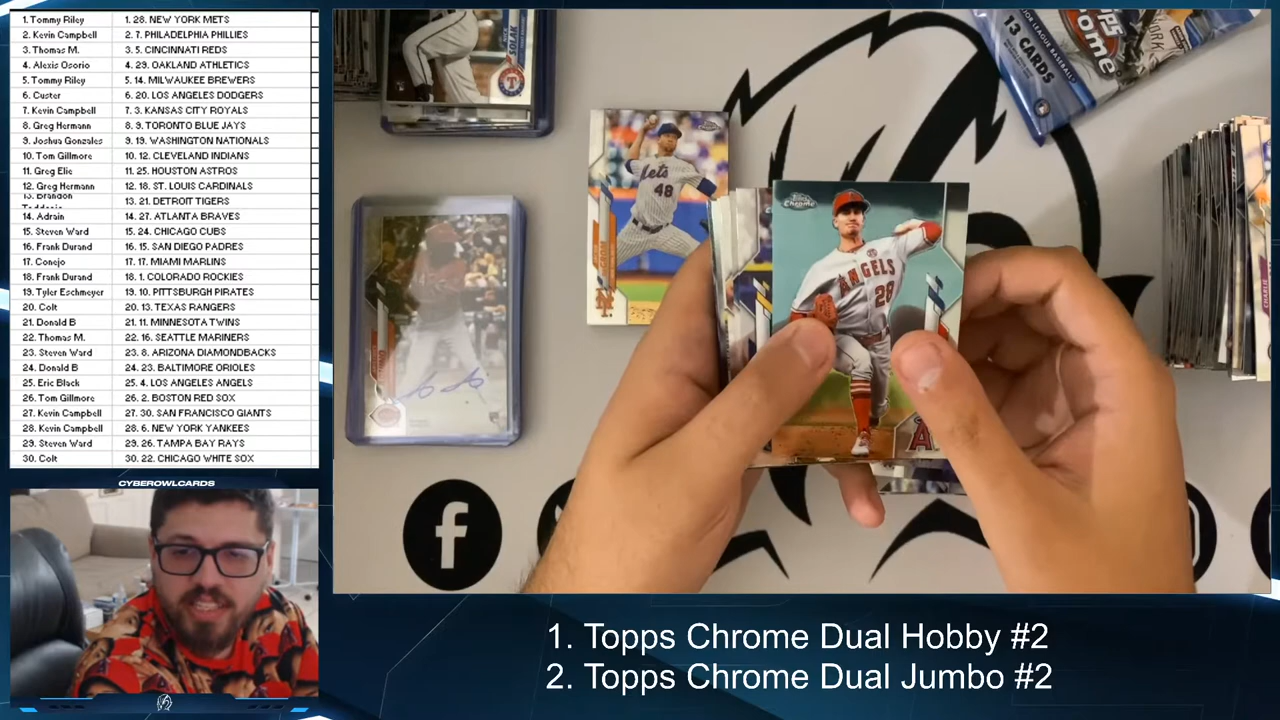 1. Tommy Riley 1. 28. NEW YORK METS
2. Kevin Campbell 2. 7. PHILADELPHIA PHILLIES
3. Thomas M. 3. 5. CINCINNATI REDS
4. Alexis Osorio 4. 29. OAKLAND ATHLETICS
5. Tommy Riley 5. 14. MILWAUKEE BREWERS
6. Custer 6. 20. LOS ANGELES DODGERS
7. Kevin Campbell 7. 3. KANSAS CITY ROYALS
8. Greg Hermann 8. 9. TORONTO BLUE JAYS
9. Joshua Gonzales 9. 19. WASHINGTON NATIONALS
10. Tom Gillmore 10. 12. CLEVELAND INDIANS
11. Greg Elie 11. 25. HOUSTON ASTROS
12. Greg Hermann 12. 18. ST. LOUIS CARDINALS
13. Brandon 13. 21. DETROIT TIGERS
14. Adrain 14. 27. ATLANTA BRAVES
15. Steven Ward 15. 24. CHICAGO CUBS
16. Frank Durand 16. 15. SAN DIEGO PADRES
17. Conejo 17. 17. MIAMI MARLINS
18. Frank Durand 18. 1. COLORADO ROCKIES
19. Tyler Eschmeyer 19. 10. PITTSBURGH PIRATES
20. Colt 20. 13. TEXAS RANGERS
21. Donald B 21. 11. MINNESOTA TWINS
22. Thomas M. 22. 16. SEATTLE MARINERS
23. Steven Ward 23. 8. ARIZONA DIAMONDBACKS
24. Donald B 24. 23. BALTIMORE ORIOLES
25. Eric Black 25. 4. LOS ANGELES ANGELS
26. Tom Gillmore 26. 2. BOSTON RED SOX
27. Kevin Campbell 27. 30. SAN FRANCISCO GIANTS
28. Kevin Campbell 28. 6. NEW YORK YANKEES
29. Steven Ward 29. 26. TAMPA BAY RAYS
30. Colt 30. 22. CHICAGO WHITE SOX
CYBEROWLCARDS
NICK SOLAK
T
Mets
48
Topps Chrome
ANGELS
28
MAJOR LEAGUE BASEBALL
13 CARDS
CHARLIE
f
1. Topps Chrome Dual Hobby #2
2. Topps Chrome Dual Jumbo #2